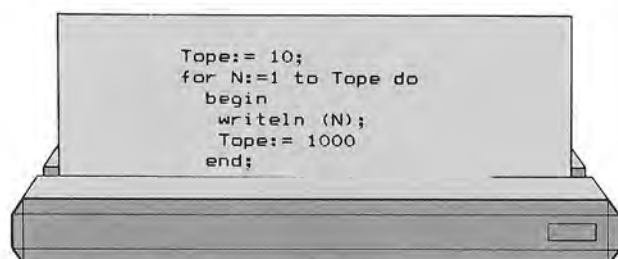 Tope:= 10;
for N:=1 to Tope do
begin
writeln (N);
Tope:= 1000
end;